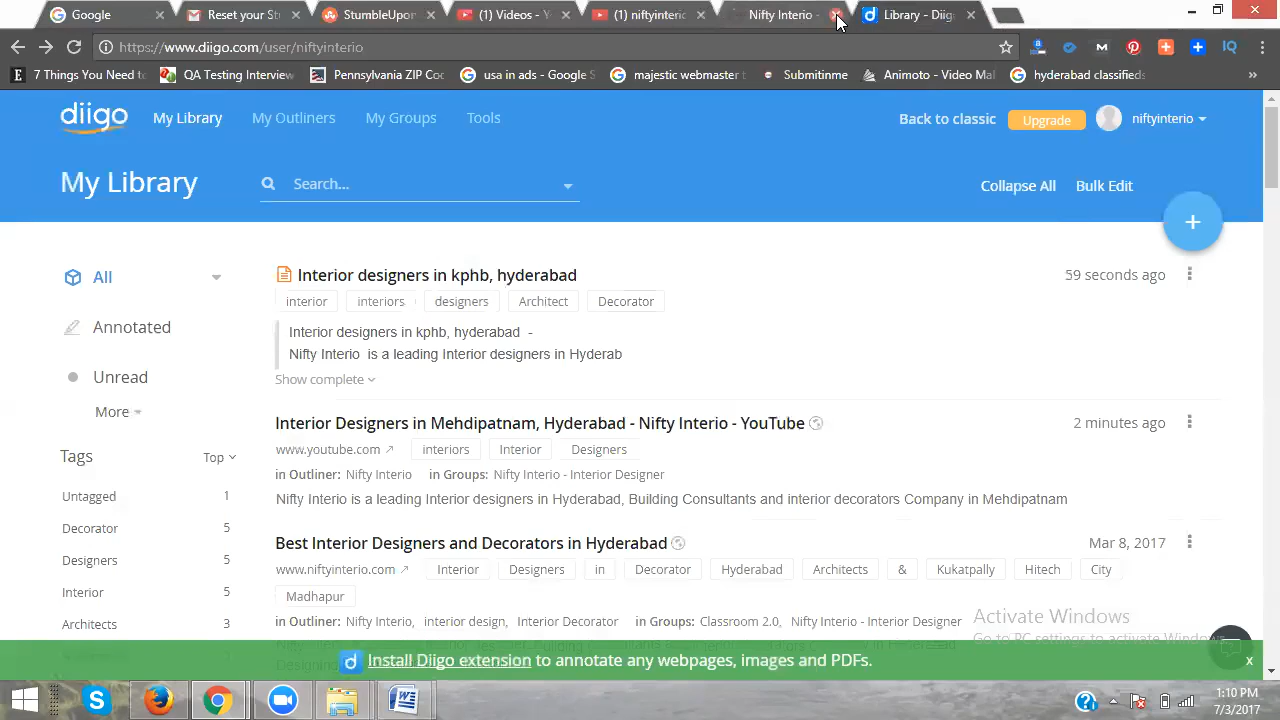 Google
Reset your St
StumbleUpon
(1) Videos - Y
(1) niftyinteric
Nifty Interio -
Library - Diig
https://www.diigo.com/user/niftyinterio
7 Things You Need to
QA Testing Interview
Pennsylvania ZIP Coc
usa in ads - Google S
majestic webmaster t
Submitinme
Animoto - Video Mal
hyderabad classifieds
»
diigo
My Library
My Outliners
My Groups
Tools
Back to classic
Upgrade
niftyinterio
My Library
Search...
Collapse All
Bulk Edit
+
All
Annotated
Unread
More
Tags
Top
Untagged 1
Decorator 5
Designers 5
Interior 5
Architects 3
Interior designers in kphb, hyderabad
59 seconds ago
interior interiors designers Architect Decorator
Interior designers in kphb, hyderabad -
Nifty Interio is a leading Interior designers in Hyderab
Show complete
Interior Designers in Mehdipatnam, Hyderabad - Nifty Interio - YouTube
2 minutes ago
www.youtube.com interiors Interior Designers
in Outliner: Nifty Interio in Groups: Nifty Interio - Interior Designer
Nifty Interio is a leading Interior designers in Hyderabad, Building Consultants and interior decorators Company in Mehdipatnam
Best Interior Designers and Decorators in Hyderabad
Mar 8, 2017
www.niftyinterio.com Interior Designers in Decorator Hyderabad Architects & Kukatpally Hitech City
Madhapur
in Outliner: Nifty Interio, interior design, Interior Decorator in Groups: Classroom 2.0, Nifty Interio - Interior Designer
Activate Windows
Go to PC settings to activate Windows
Install Diigo extension to annotate any webpages, images and PDFs.
x
1:10 PM
7/3/2017